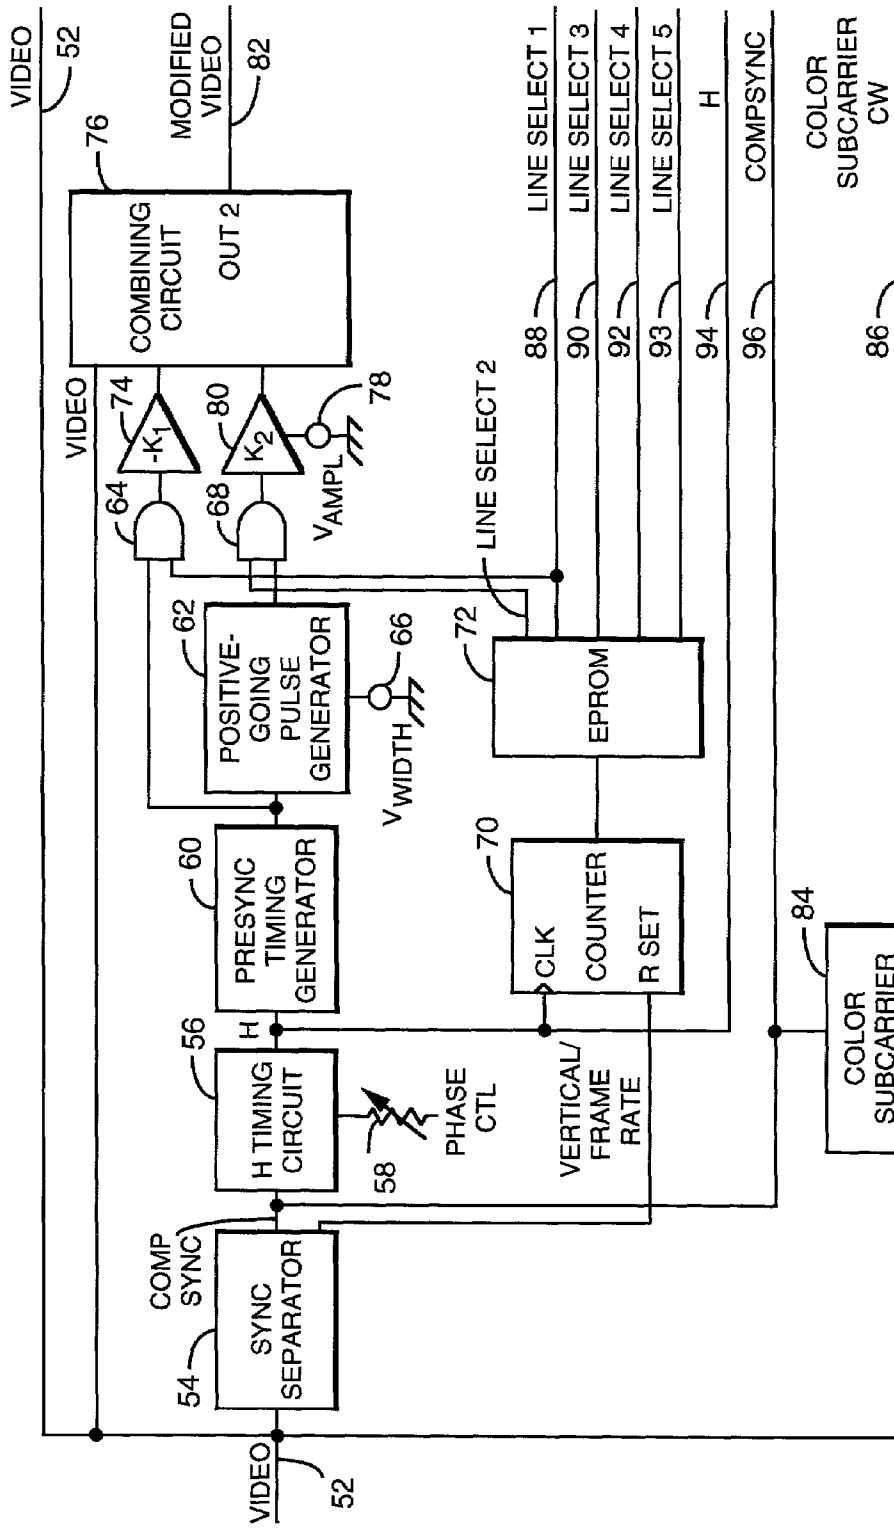 VIDEO
52
MODIFIED
VIDEO
82
76
COMBINING
CIRCUIT
OUT 2
VIDEO
74
-K1
80
K2
78
VAMPL
64
68
62
POSITIVE-
GOING
PULSE
GENERATOR
66
VWIDTH
60
PRESYNC
TIMING
GENERATOR
H
56
H TIMING
CIRCUIT
58
PHASE
CTL
COMP
SYNC
54
SYNC
SEPARATOR
VIDEO
52
LINE SELECT 2
72
EPROM
70
CLK
COUNTER
R SET
VERTICAL/
FRAME
RATE
88
LINE SELECT 1
90
LINE SELECT 3
92
LINE SELECT 4
93
LINE SELECT 5
94
H
96
COMPSYNC
84
COLOR
SUBCARRIER
86
COLOR
SUBCARRIER
CW